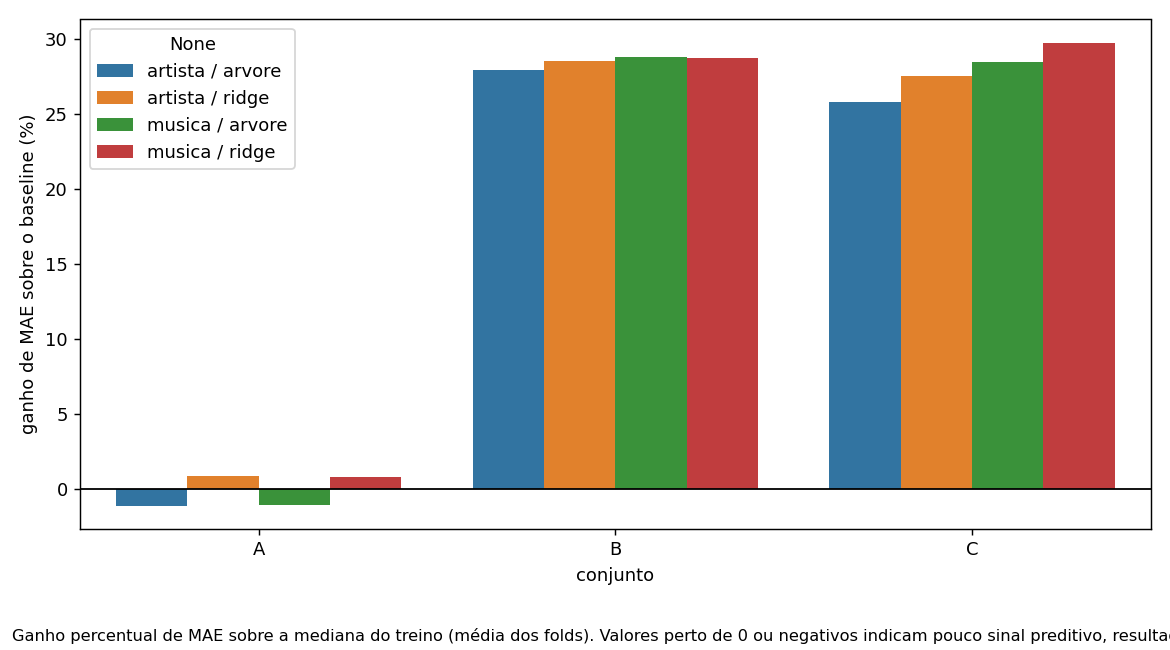 30
25
20
15
10
5
0
ganho de MAE sobre o baseline (%)
None
artista / arvore
artista / ridge
musica / arvore
musica / ridge
A
B
C
conjunto
Ganho percentual de MAE sobre a mediana do treino (média dos folds). Valores perto de 0 ou negativos indicam pouco sinal preditivo,